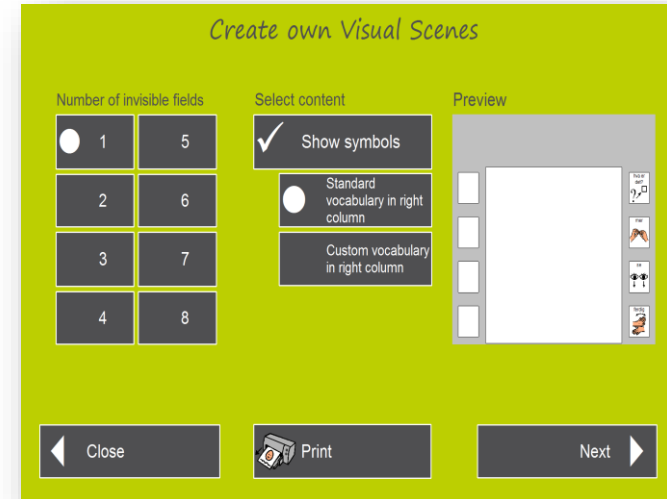 Create own Visual Scenes
Number of invisible fields
Select content
Preview
1
5
2
6
3
7
4
8
Show symbols
Standard
vocabulary in right
column
Custom vocabulary
in right column
Close
Print
Next